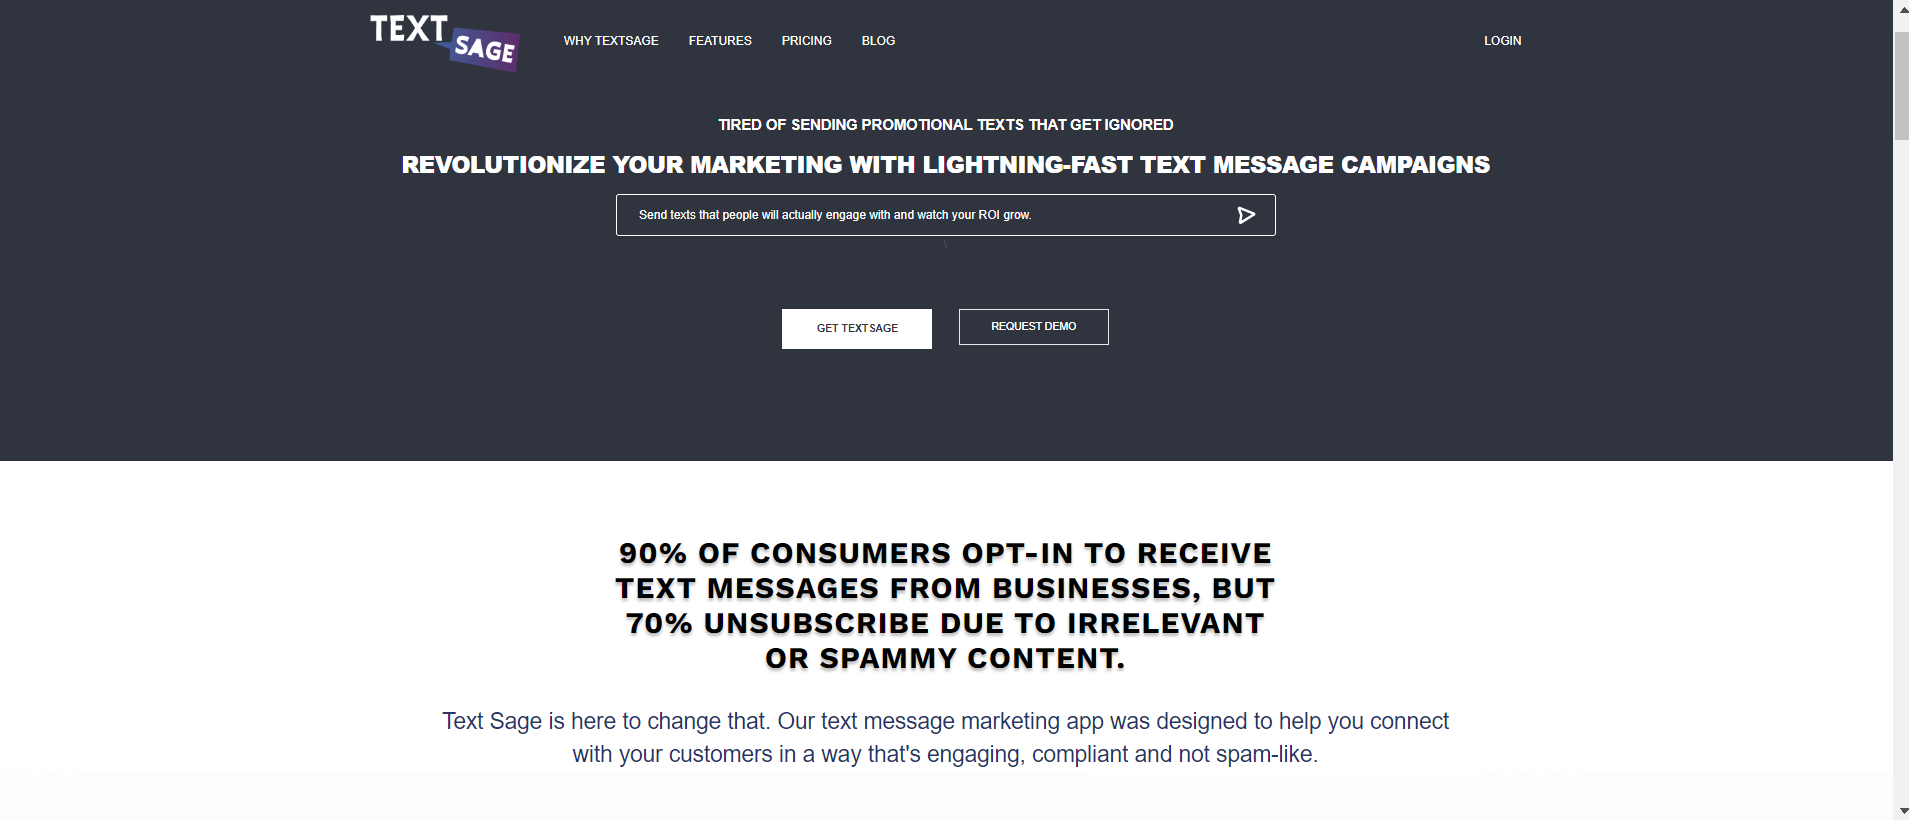 TEXT
SAGE
WHY TEXTSAGE FEATURES PRICING BLOG LOGIN
TIRED OF SENDING PROMOTIONAL TEXTS THAT GET IGNORED
REVOLUTIONIZE YOUR MARKETING WITH LIGHTNING-FAST TEXT MESSAGE CAMPAIGNS
Send texts that people will actually engage with and watch your ROI grow.
\
GET TEXTSAGE REQUEST DEMO
90% OF CONSUMERS OPT-IN TO RECEIVE
TEXT MESSAGES FROM BUSINESSES, BUT
70% UNSUBSCRIBE DUE TO IRRELEVANT
OR SPAMMY CONTENT.
Text Sage is here to change that. Our text message marketing app was designed to help you connect
with your customers in a way that's engaging, compliant and not spam-like.